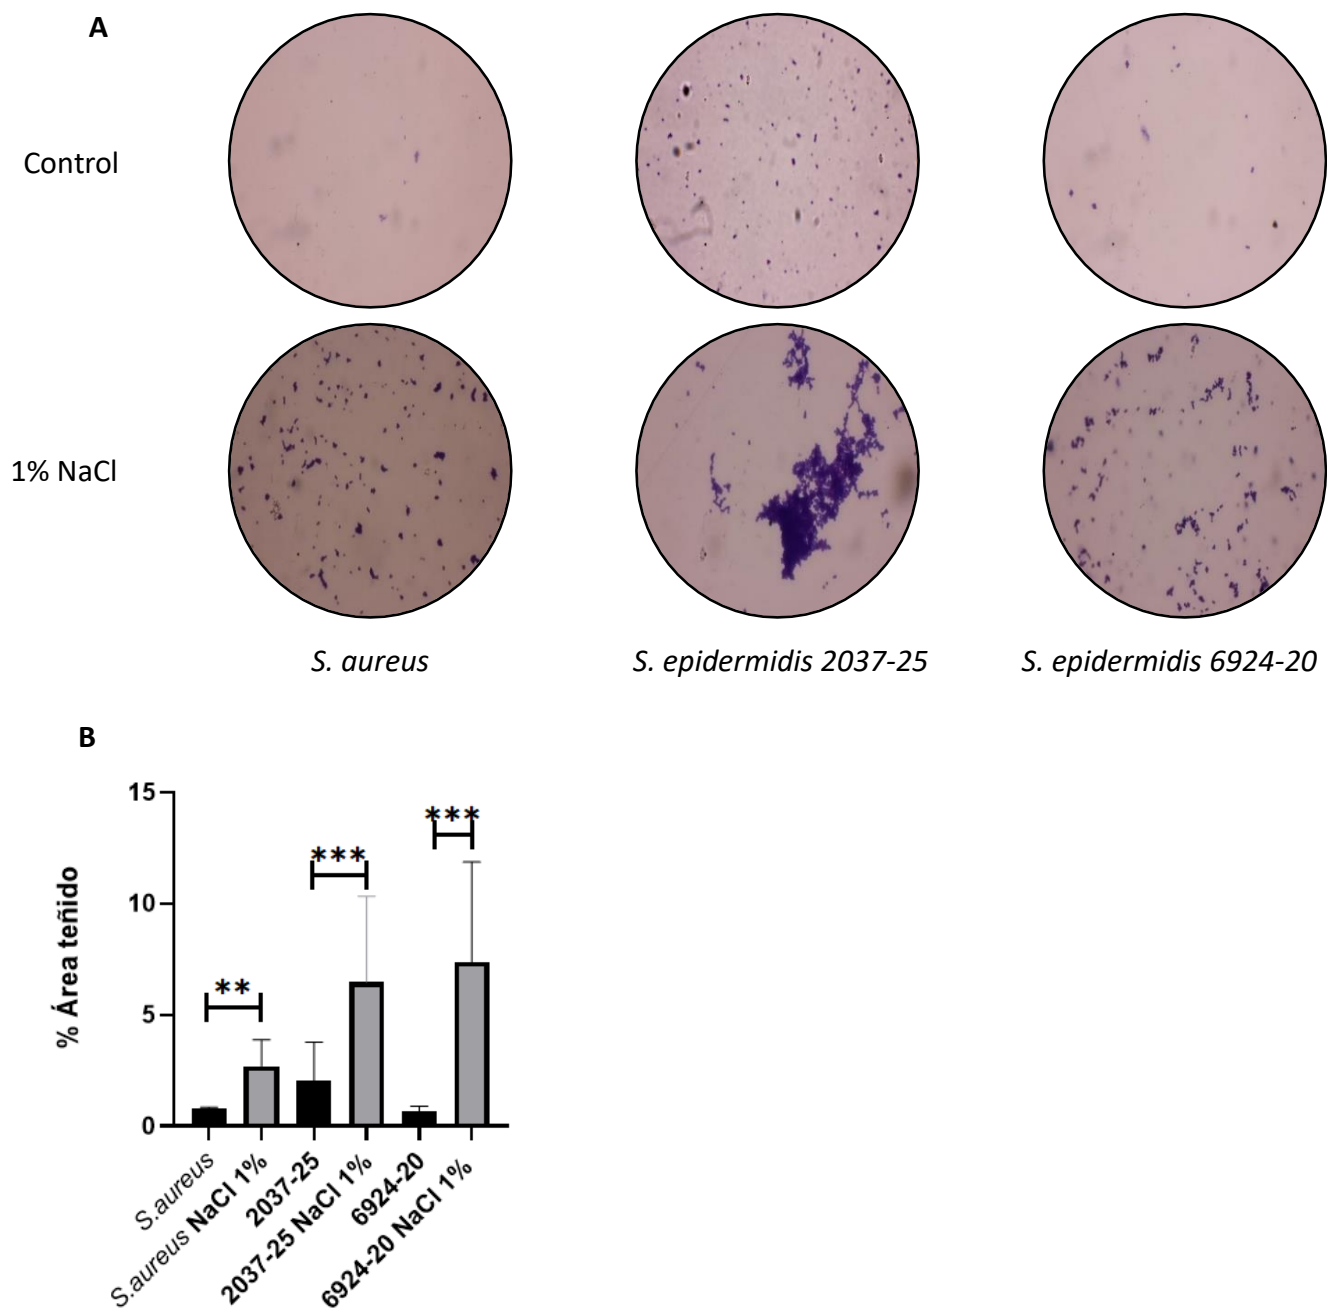 A
Control
1% NaCl
S. aureus
S. epidermidis 2037-25
S. epidermidis 6924-20
B
% Área teñido
15
10
5
0
**
***
***
S.aureus
S.aureus NaCl 1%
2037-25
2037-25 NaCl 1%
6924-20
6924-20 NaCl 1%